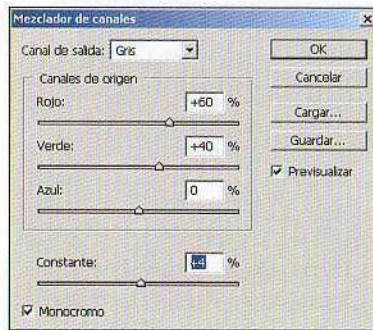 Mezclador de canales
Canal de salida: Gris
OK
Cancelar
Cargar...
Guardar...
Previsualizar
Canales de origen
Rojo: +60 %
Verde: +40 %
Azul: 0 %
Constante: +4 %
Monocromo